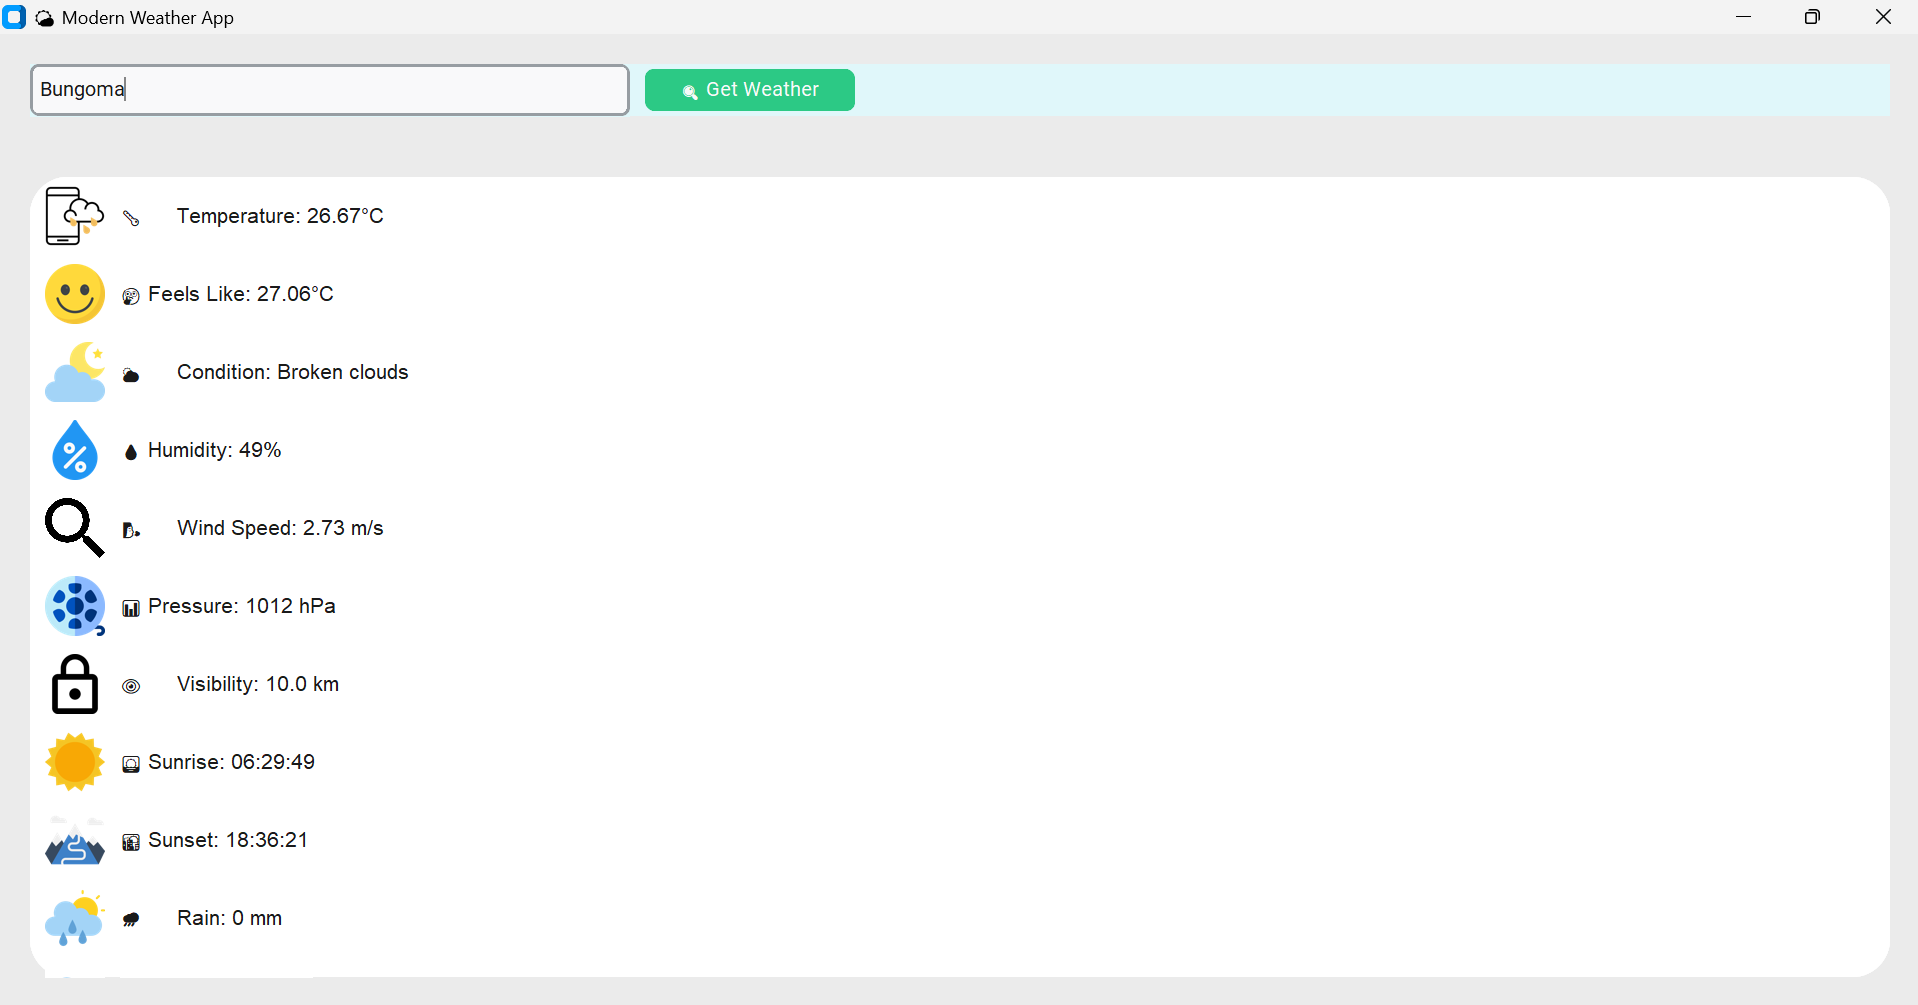 Modern Weather App
Bungoma
Get Weather
Temperature: 26.67°C
Feels Like: 27.06°C
Condition: Broken clouds
Humidity: 49%
Wind Speed: 2.73 m/s
Pressure: 1012 hPa
Visibility: 10.0 km
Sunrise: 06:29:49
Sunset: 18:36:21
Rain: 0 mm